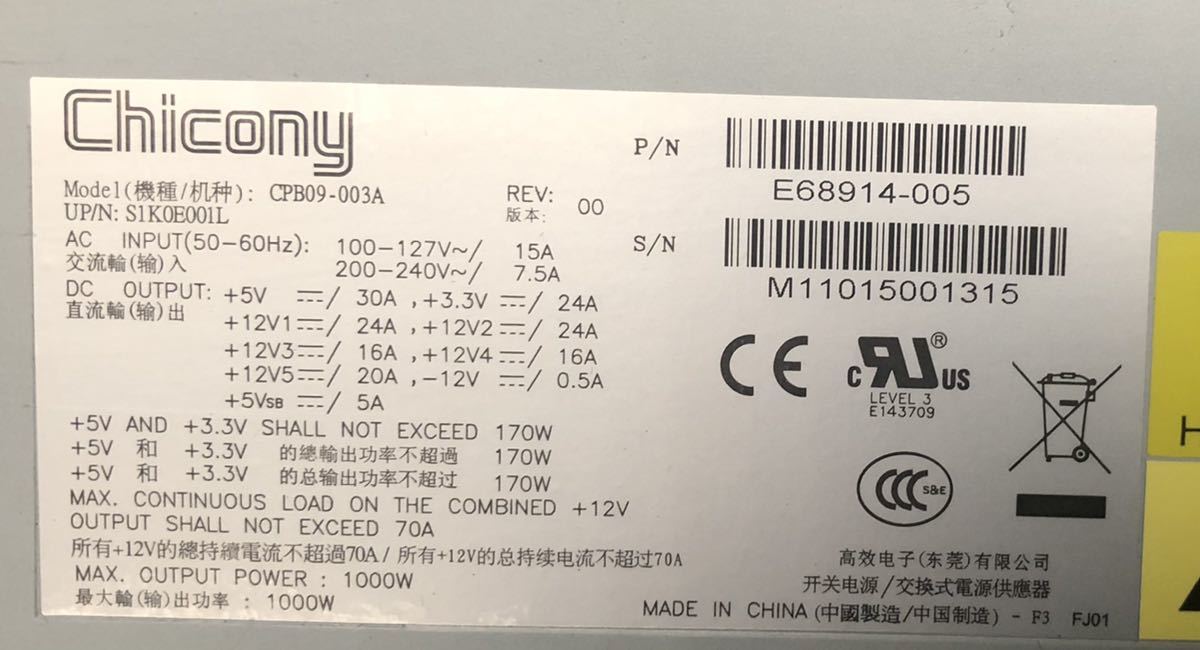 Chicony
Model(機種/机种): CPB09-003A
UP/N: S1K0E001L
REV: 00
版本:
AC INPUT(50-60Hz): 100-127V~/ 15A
交流輸(输)入 200-240V~/ 7.5A
DC OUTPUT: +5V ⎓/ 30A ,+3.3V ⎓/ 24A
直流輸(输)出
+12V1⎓/ 24A ,+12V2 ⎓/ 24A
+12V3⎓/ 16A ,+12V4 ⎓/ 16A
+12V5⎓/ 20A ,-12V ⎓/ 0.5A
+5VSB ⎓/ 5A
+5V AND +3.3V SHALL NOT EXCEED 170W
+5V 和 +3.3V 的總輸出功率不超過 170W
+5V 和 +3.3V 的总输出功率不超过 170W
MAX. CONTINUOUS LOAD ON THE COMBINED +12V
OUTPUT SHALL NOT EXCEED 70A
所有+12V的總持續電流不超過70A / 所有+12V的总持续电流不超过70A
MAX. OUTPUT POWER : 1000W
最大輸(输)出功率 : 1000W
P/N
E68914-005
S/N
M11015001315
CE
c RU ® US
LEVEL 3
E143709
CCC S&E
高效电子(东莞)有限公司
开关电源/交換式電源供應器
MADE IN CHINA (中國製造/中国制造) - F3 FJ01
H